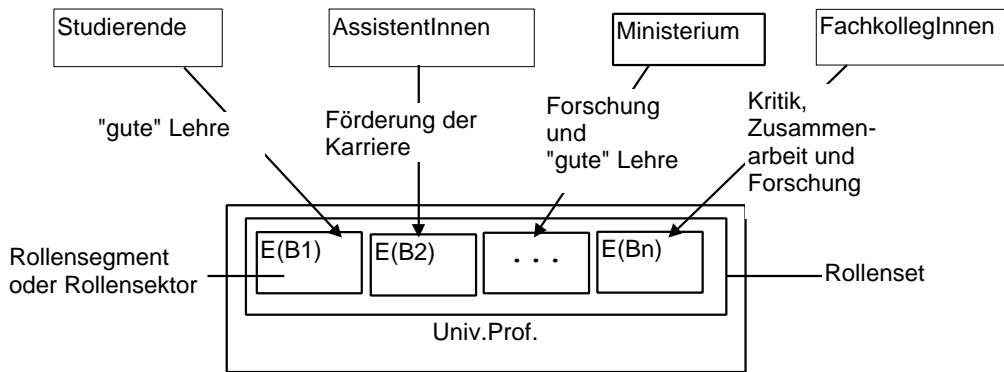 Studierende
AssistentInnen
Ministerium
FachkollegInnen
"gute" Lehre
Förderung der
Karriere
Forschung
und
"gute" Lehre
Kritik,
Zusammen-
arbeit und
Forschung
Rollensegment
oder Rollensektor
E(B1)
E(B2)
. . .
E(Bn)
Rollenset
Univ.Prof.